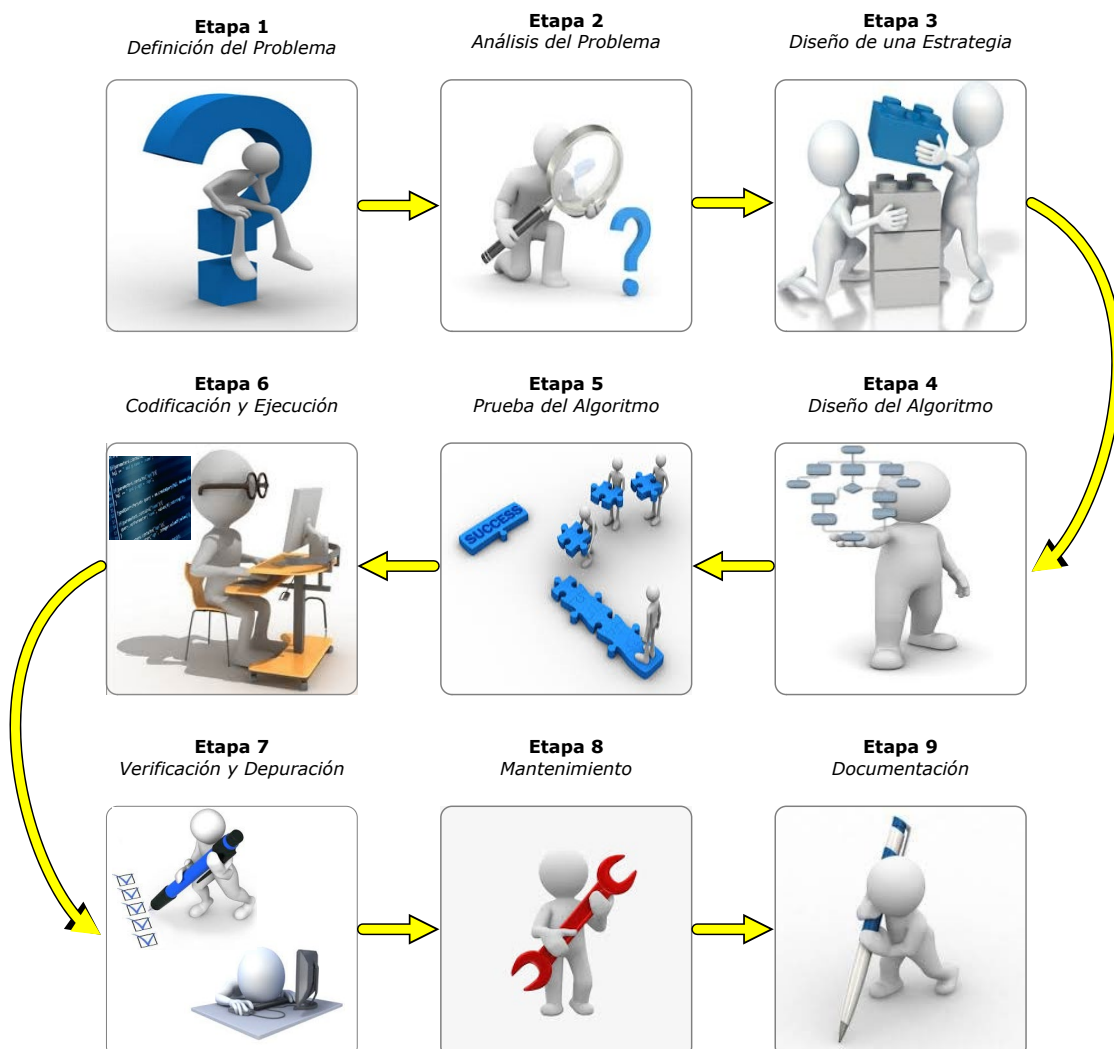 Etapa 1
Definición del Problema
Etapa 2
Análisis del Problema
Etapa 3
Diseño de una Estrategia
Etapa 6
Codificación y Ejecución
Etapa 5
Prueba del Algoritmo
Etapa 4
Diseño del Algoritmo
SUCCESS
Etapa 7
Verificación y Depuración
Etapa 8
Mantenimiento
Etapa 9
Documentación